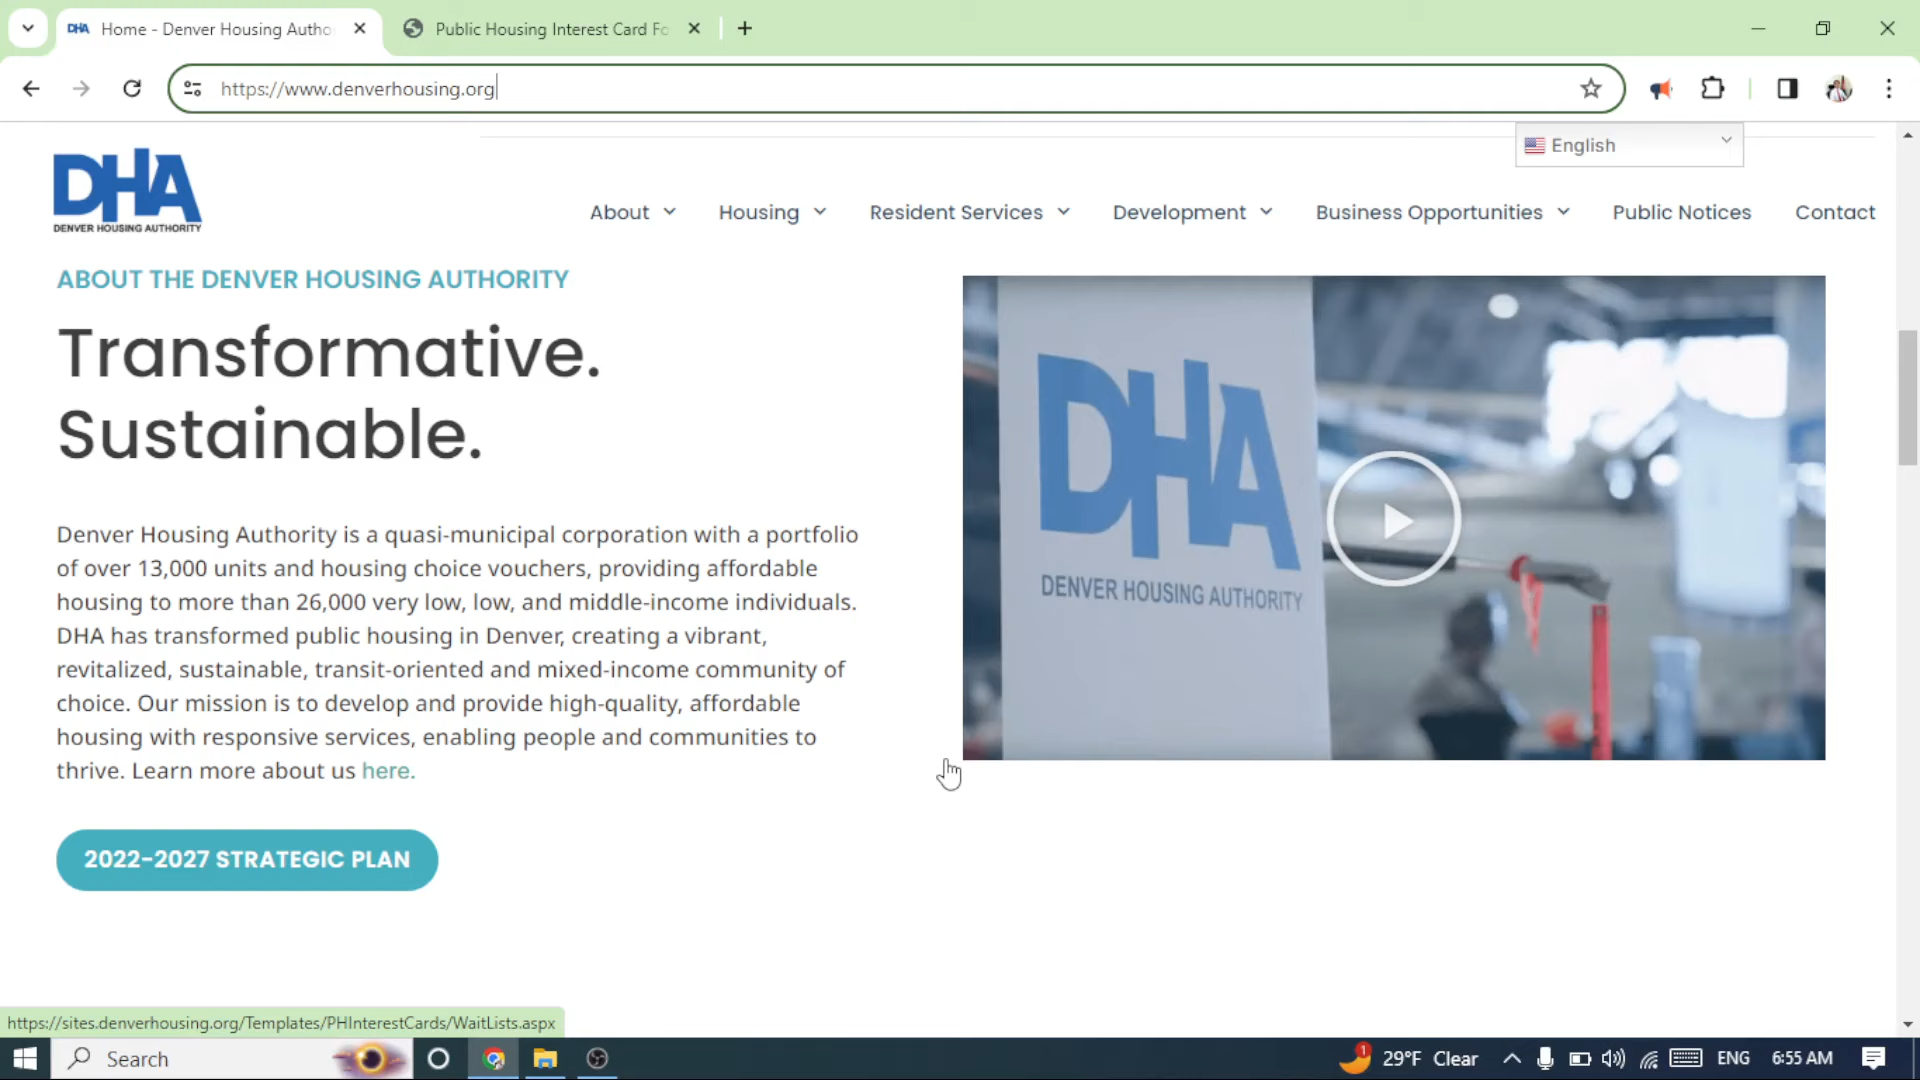 Home - Denver Housing Autho
Public Housing Interest Card Fo
https://www.denverhousing.org
English
DHA
DENVER HOUSING AUTHORITY
About
Housing
Resident Services
Development
Business Opportunities
Public Notices
Contact
ABOUT THE DENVER HOUSING AUTHORITY
Transformative.
Sustainable.
Denver Housing Authority is a quasi-municipal corporation with a portfolio
of over 13,000 units and housing choice vouchers, providing affordable
housing to more than 26,000 very low, low, and middle-income individuals.
DHA has transformed public housing in Denver, creating a vibrant,
revitalized, sustainable, transit-oriented and mixed-income community of
choice. Our mission is to develop and provide high-quality, affordable
housing with responsive services, enabling people and communities to
thrive. Learn more about us here.
2022-2027 STRATEGIC PLAN
DHA
DENVER HOUSING AUTHORITY
https://sites.denverhousing.org/Templates/PHInterestCards/WaitLists.aspx
Search
1
29°F Clear
ENG
6:55 AM